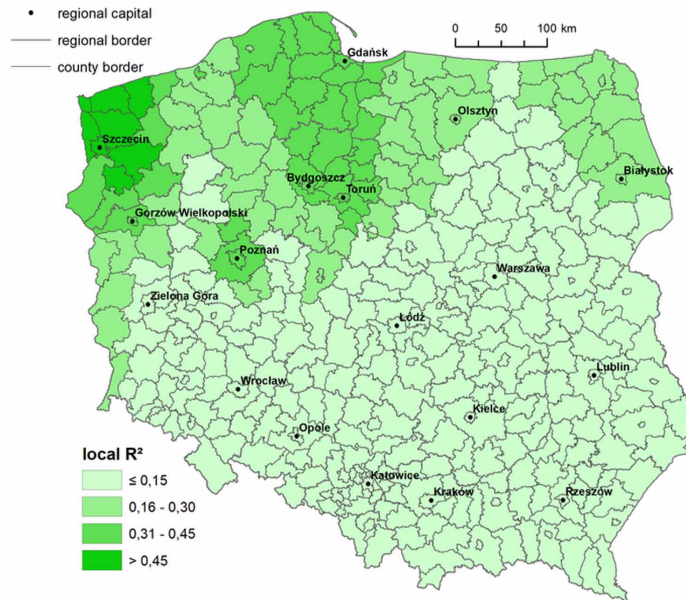 regional capital
regional border
county border
0 50 100 km
Gdańsk
Olsztyn
Szczecin
Białystok
Bydgoszcz
Toruń
Gorzów Wielkopolski
Poznań
Warszawa
Zielona Góra
Łódź
Lublin
Wrocław
Kielce
Opole
local R²
≤ 0,15
Katowice
Kraków
Rzeszów
0,16 - 0,30
0,31 - 0,45
> 0,45